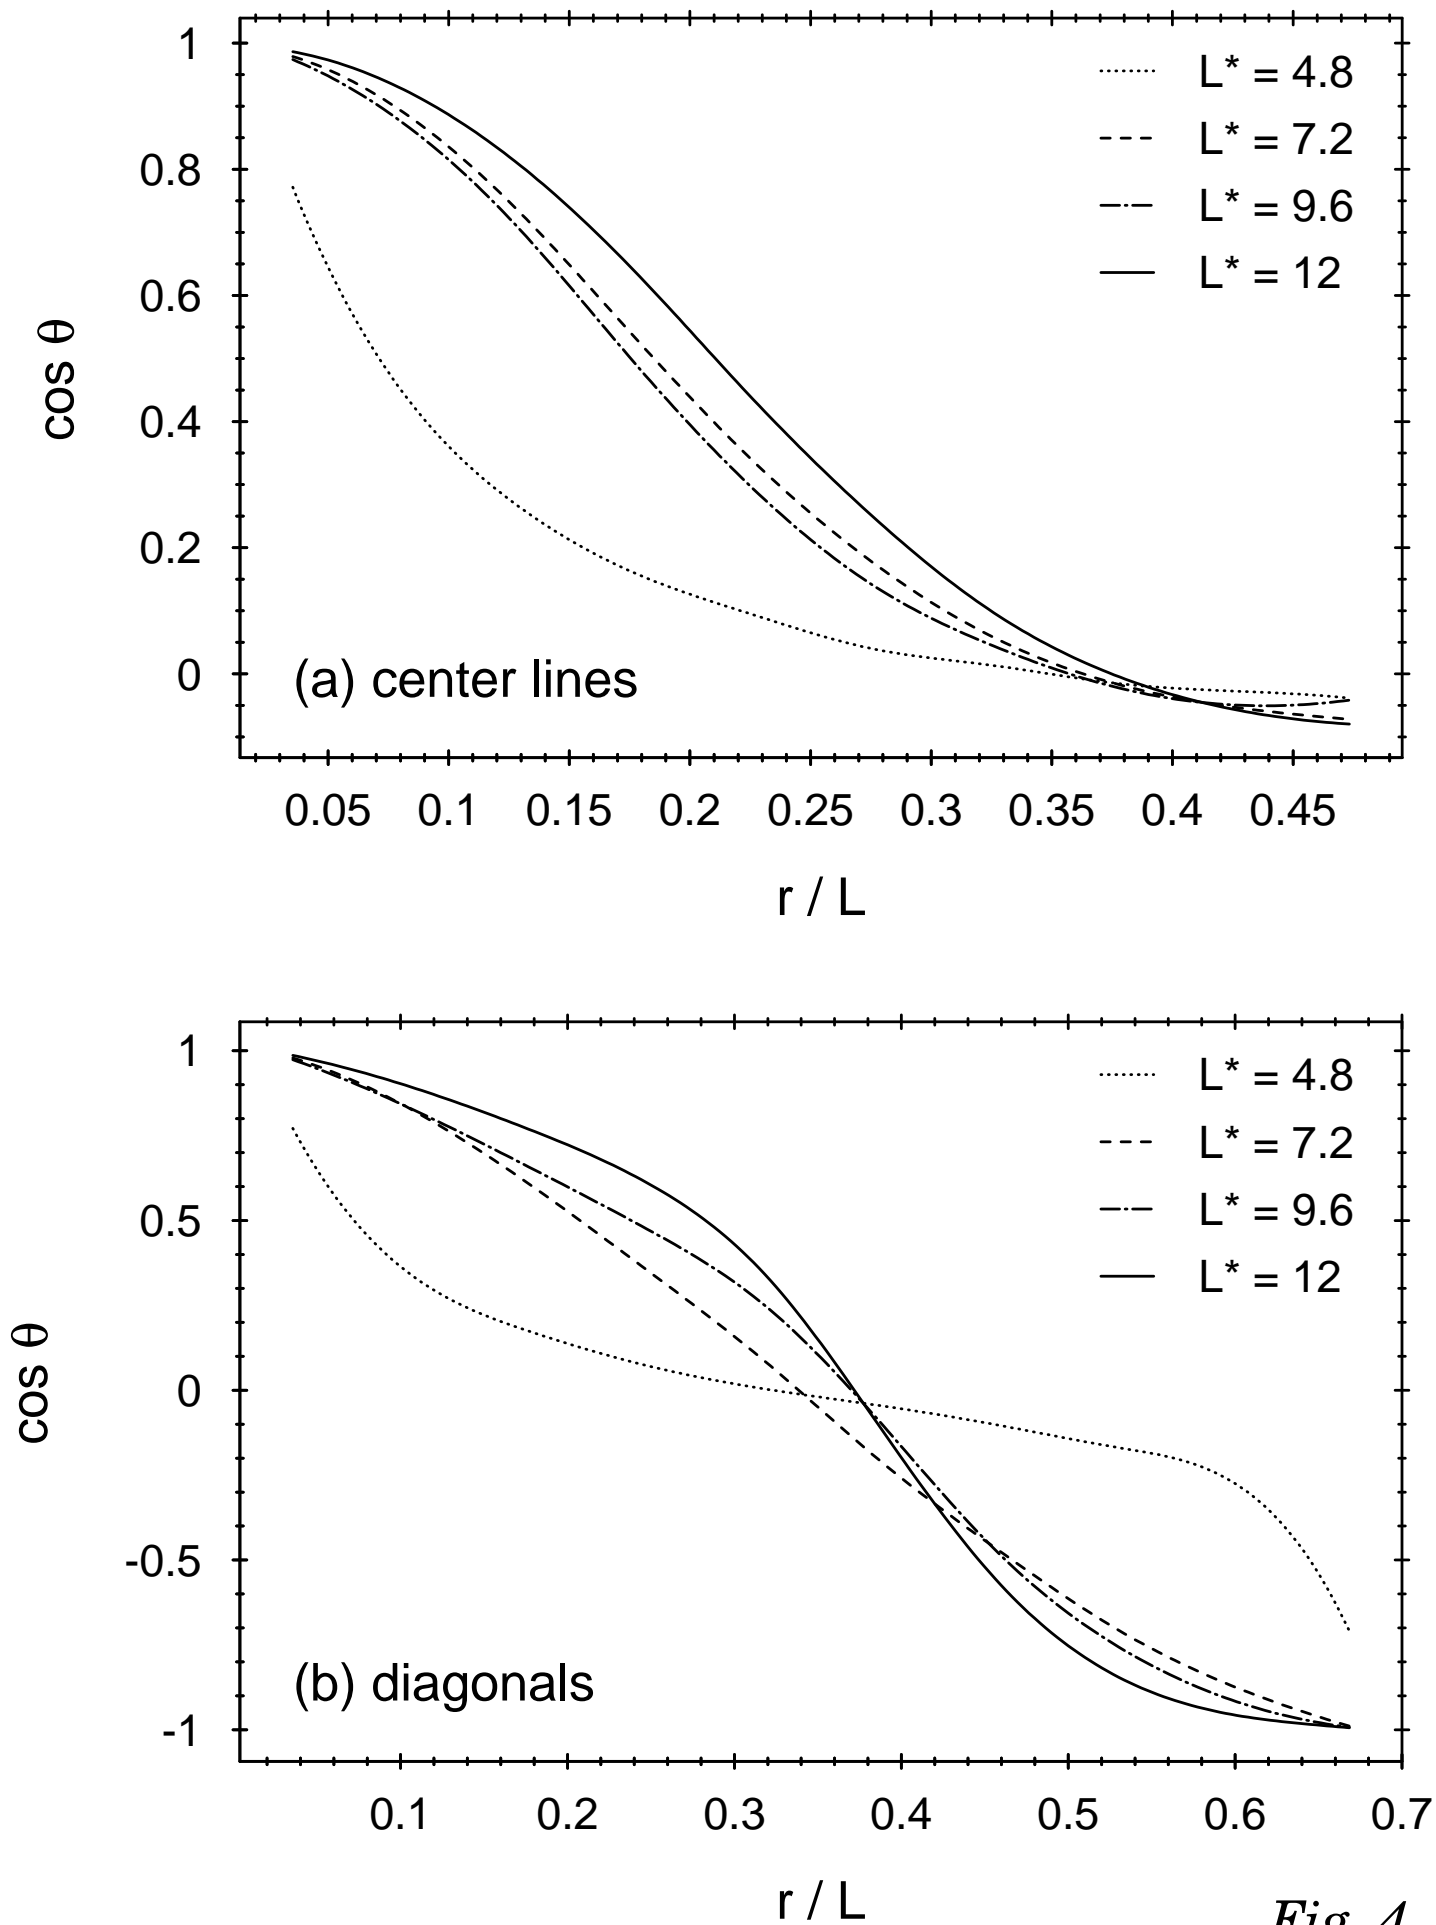 1
0.8
0.6
0.4
0.2
0
cos θ
L* = 4.8
L* = 7.2
L* = 9.6
L* = 12
(a) center lines
0.05 0.1 0.15 0.2 0.25 0.3 0.35 0.4 0.45
r / L
1
0.5
0
-0.5
-1
cos θ
L* = 4.8
L* = 7.2
L* = 9.6
L* = 12
(b) diagonals
0.1 0.2 0.3 0.4 0.5 0.6 0.7
r / L
Fig. 4